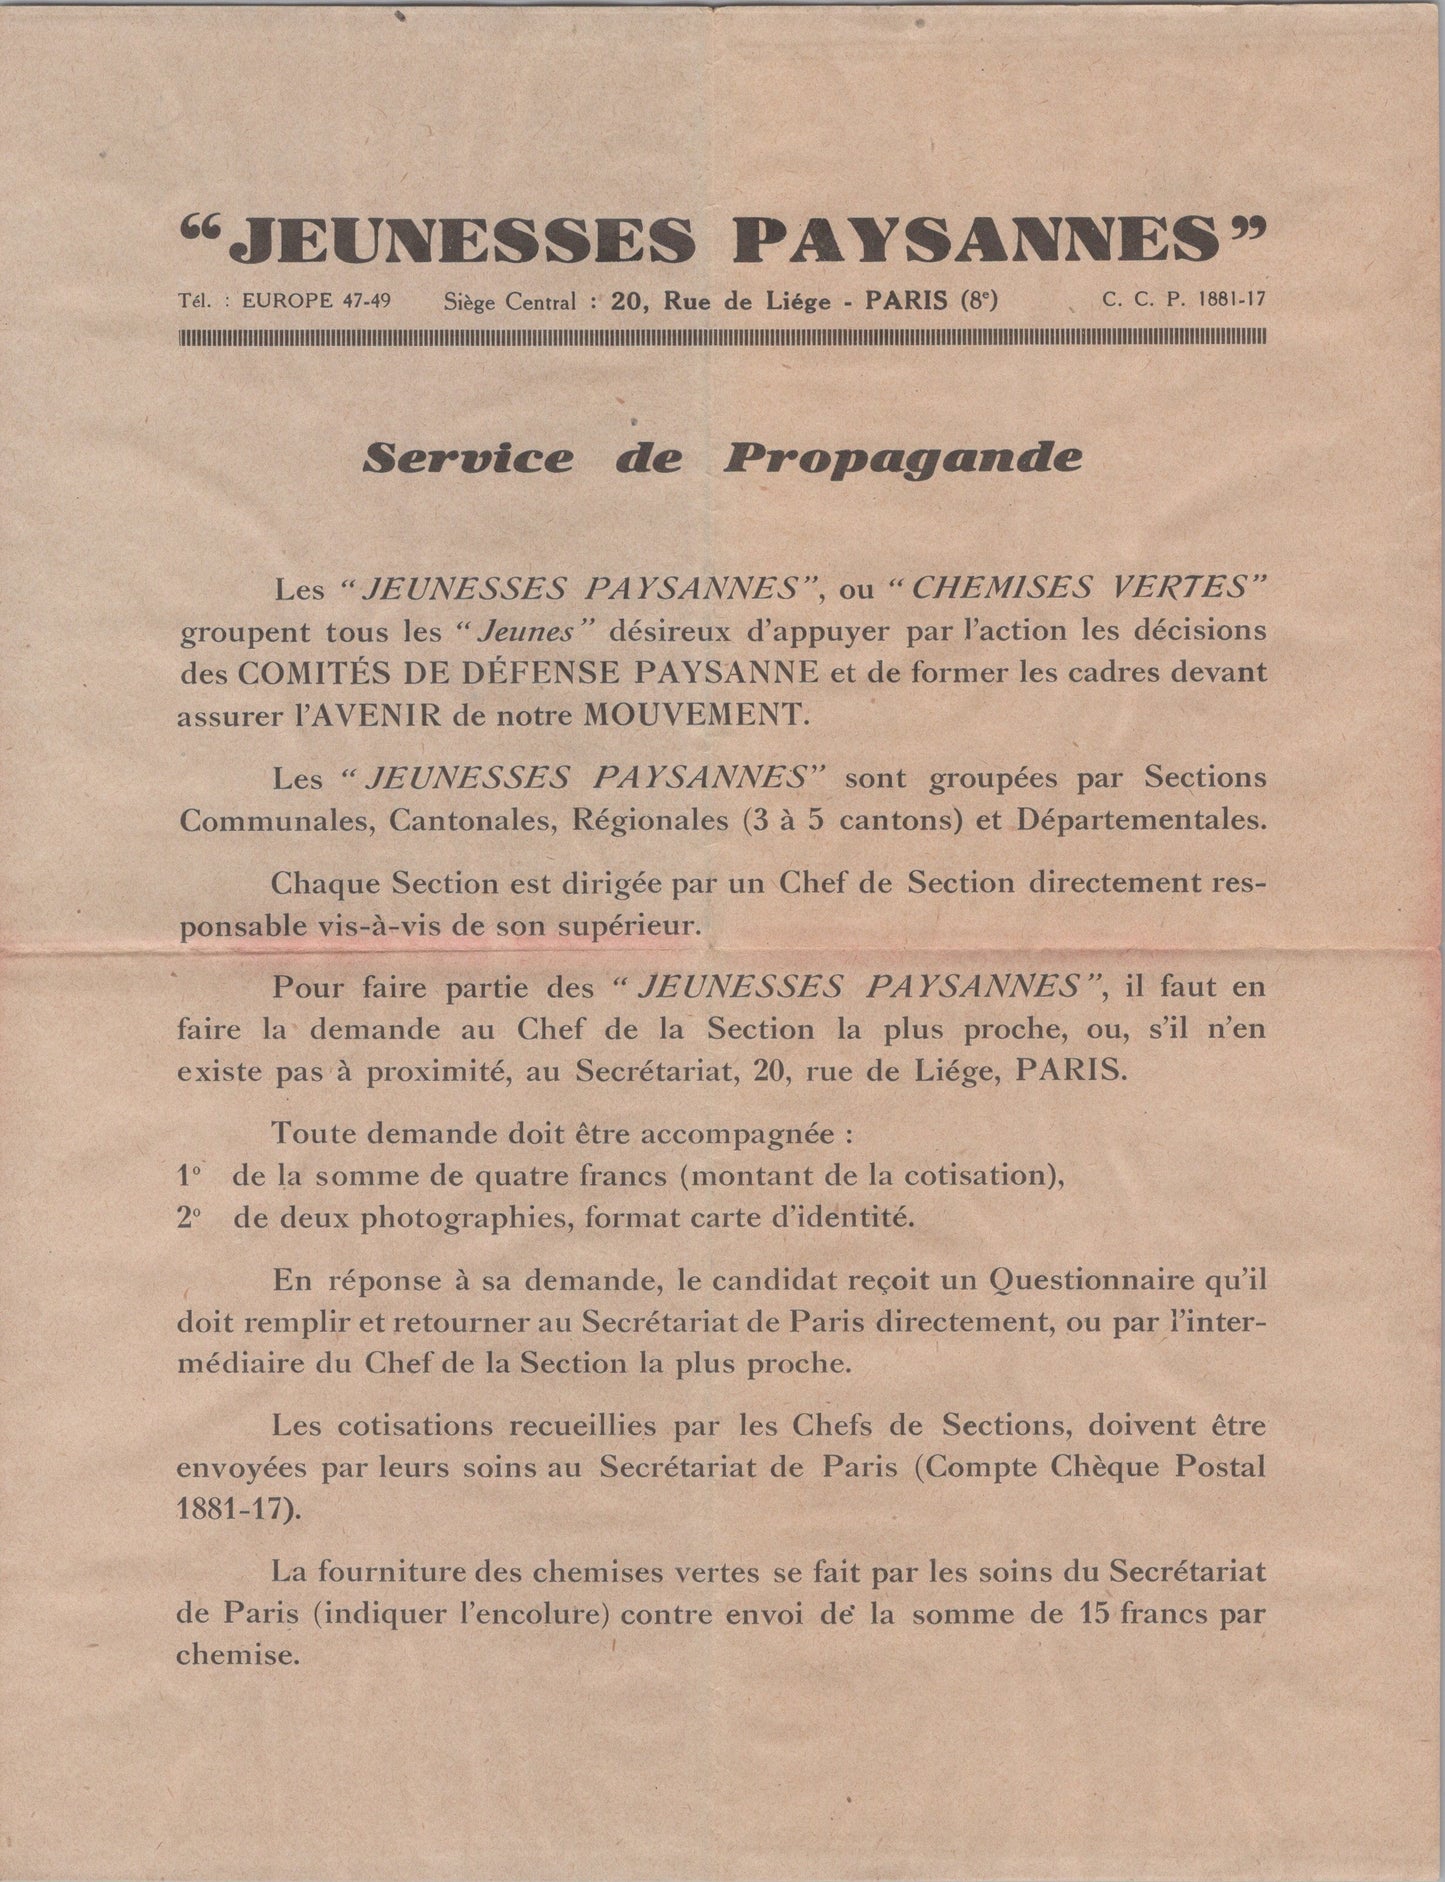 “JEUNESSES PAYSANNES”
Tél. : EUROPE 47-49 Siège Central : 20, Rue de Liége - PARIS (8e) C. C. P. 1881-17
Service de Propagande
Les “JEUNESSES PAYSANNES”, ou “CHEMISES VERTES”
groupent tous les “Jeunes” désireux d'appuyer par l'action les décisions
des COMITÉS DE DÉFENSE PAYSANNE et de former les cadres devant
assurer l'AVENIR de notre MOUVEMENT.
Les “JEUNESSES PAYSANNES” sont groupées par Sections
Communales, Cantonales, Régionales (3 à 5 cantons) et Départementales.
Chaque Section est dirigée par un Chef de Section directement res-
ponsable vis-à-vis de son supérieur.
Pour faire partie des “JEUNESSES PAYSANNES”, il faut en
faire la demande au Chef de la Section la plus proche, ou, s'il n'en
existe pas à proximité, au Secrétariat, 20, rue de Liége, PARIS.
Toute demande doit être accompagnée :
1° de la somme de quatre francs (montant de la cotisation),
2° de deux photographies, format carte d'identité.
En réponse à sa demande, le candidat reçoit un Questionnaire qu'il
doit remplir et retourner au Secrétariat de Paris directement, ou par l'inter-
médiaire du Chef de la Section la plus proche.
Les cotisations recueillies par les Chefs de Sections, doivent être
envoyées par leurs soins au Secrétariat de Paris (Compte Chèque Postal
1881-17).
La fourniture des chemises vertes se fait par les soins du Secrétariat
de Paris (indiquer l'encolure) contre envoi de la somme de 15 francs par
chemise.